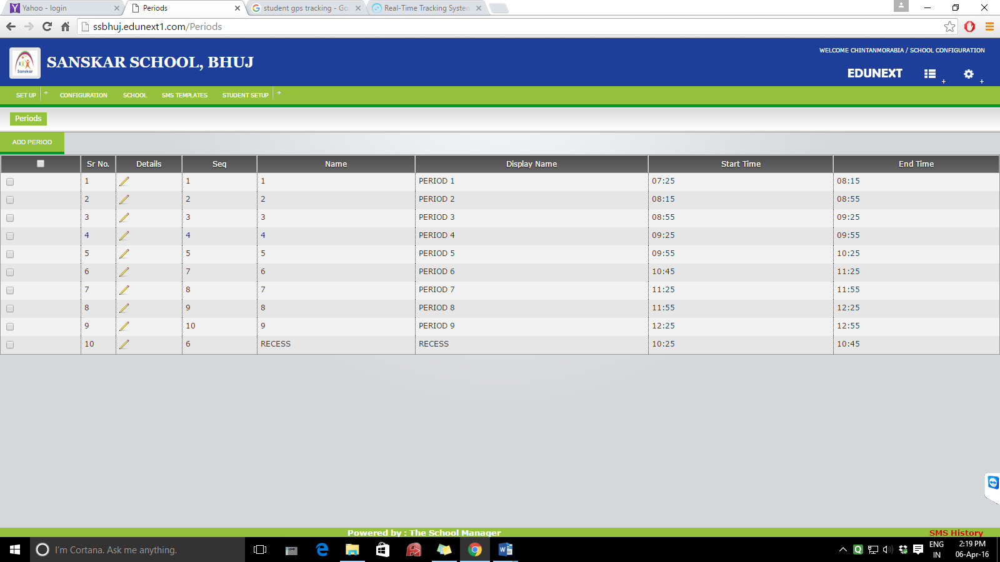 Yahoo - login
Periods
student gps tracking - Go
Real-Time Tracking System
ssbhuj.edunext1.com/Periods
Sanskar
SANSKAR SCHOOL, BHUJ
WELCOME CHINTANMORABIA / SCHOOL CONFIGURATION
EDUNEXT + +
SET UP + CONFIGURATION SCHOOL SMS TEMPLATES STUDENT SETUP +
Periods
ADD PERIOD
Sr No. Details Seq Name Display Name Start Time End Time
1 1 1 PERIOD 1 07:25 08:15
2 2 2 PERIOD 2 08:15 08:55
3 3 3 PERIOD 3 08:55 09:25
4 4 4 PERIOD 4 09:25 09:55
5 5 5 PERIOD 5 09:55 10:25
6 7 6 PERIOD 6 10:45 11:25
7 8 7 PERIOD 7 11:25 11:55
8 9 8 PERIOD 8 11:55 12:25
9 10 9 PERIOD 9 12:25 12:55
10 6 RECESS RECESS 10:25 10:45
Powered by : The School Manager
SMS History
I'm Cortana. Ask me anything.
ENG
IN
2:19 PM
06-Apr-16